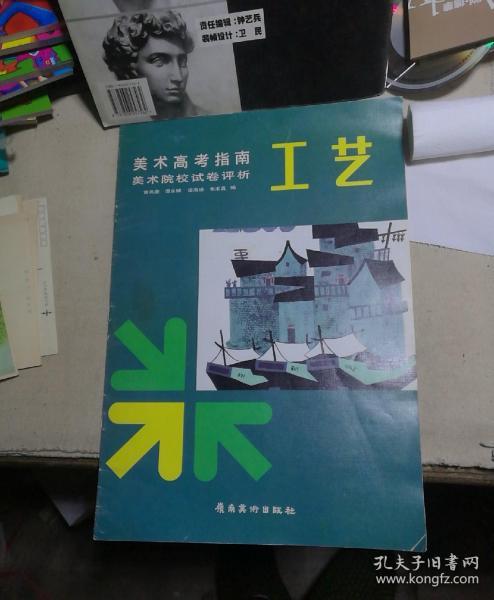 责任编辑:钟艺兵
装帧设计:卫 民
美术高考指南
美术院校试卷评析
工艺
嶺南美術出版社
孔夫子旧书网
www.kongfz.com